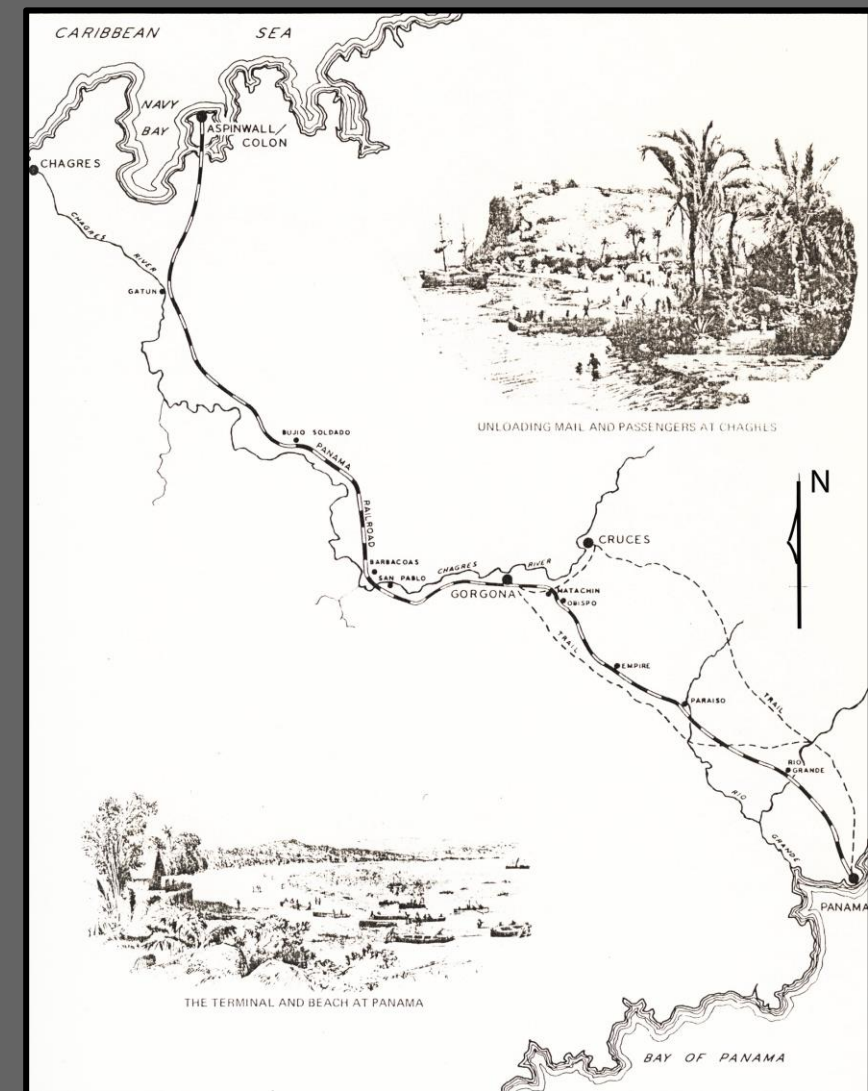 CARIBBEAN SEA
NAVY
BAY
ASPINWALL/
COLON
CHAGRES
CHAGRES RIVER
GATUN
UNLOADING MAIL AND PASSENGERS AT CHAGRES
BUJIO SOLDADO
PANAMA RAILROAD
N
CRUCES
BARBACOAS
CHAGRES RIVER
SAN PABLO
GORGONA
MATACHIN
OBISPO
TRAIL
EMPIRE
PARAISO
TRAIL
RIO
GRANDE
RIO GRANDE
PANAMA
THE TERMINAL AND BEACH AT PANAMA
BAY OF PANAMA